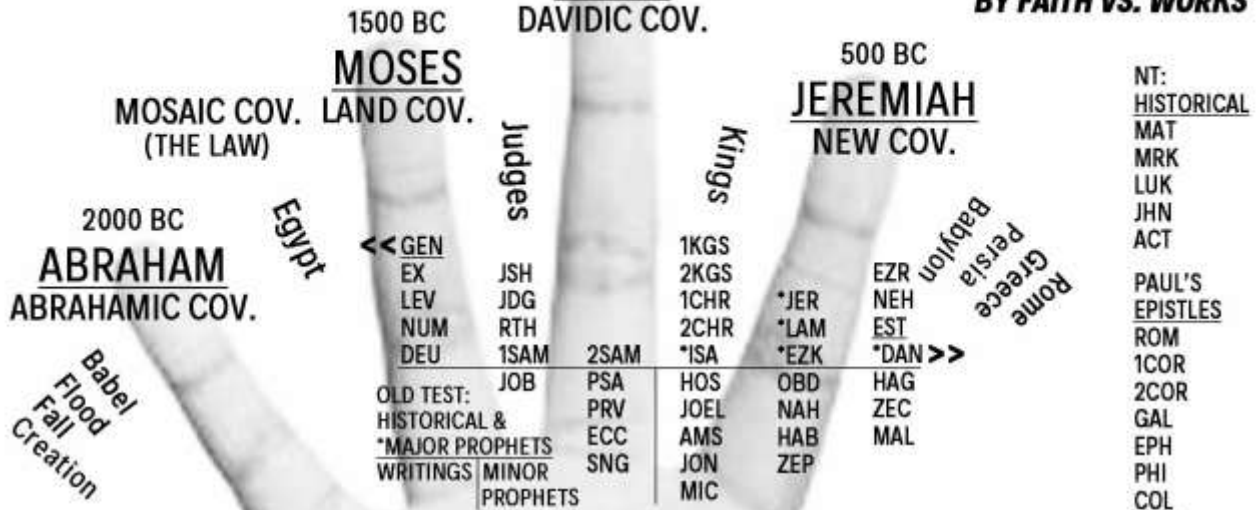 BY FAITH VS. WORKS
DAVIDIC COV.
1500 BC
MOSES
LAND COV.
MOSAIC COV.
(THE LAW)
500 BC
JEREMIAH
NEW COV.
2000 BC
ABRAHAM
ABRAHAMIC COV.
Babel
Flood
Fall
Creation
Egypt
Judges
Kings
Babylon
Persia
Greece
Rome
<< GEN
EX
LEV
NUM
DEU
JSH
JDG
RTH
1SAM
JOB
2SAM
PSA
PRV
ECC
SNG
1KGS
2KGS
1CHR
2CHR
*ISA
HOS
JOEL
AMS
JON
MIC
*JER
*LAM
*EZK
OBD
NAH
HAB
ZEP
EZR
NEH
EST
*DAN >>
HAG
ZEC
MAL
OLD TEST:
HISTORICAL &
*MAJOR PROPHETS
WRITINGS
MINOR
PROPHETS
NT:
HISTORICAL
MAT
MRK
LUK
JHN
ACT
PAUL'S
EPISTLES
ROM
1COR
2COR
GAL
EPH
PHI
COL